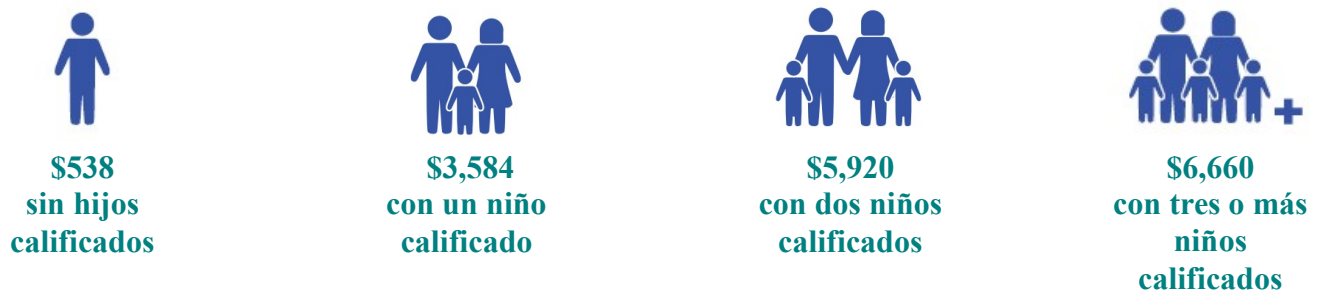 $538
sin hijos
calificados
$3,584
con un niño
calificado
$5,920
con dos niños
calificados
$6,660
con tres o más
niños
calificados